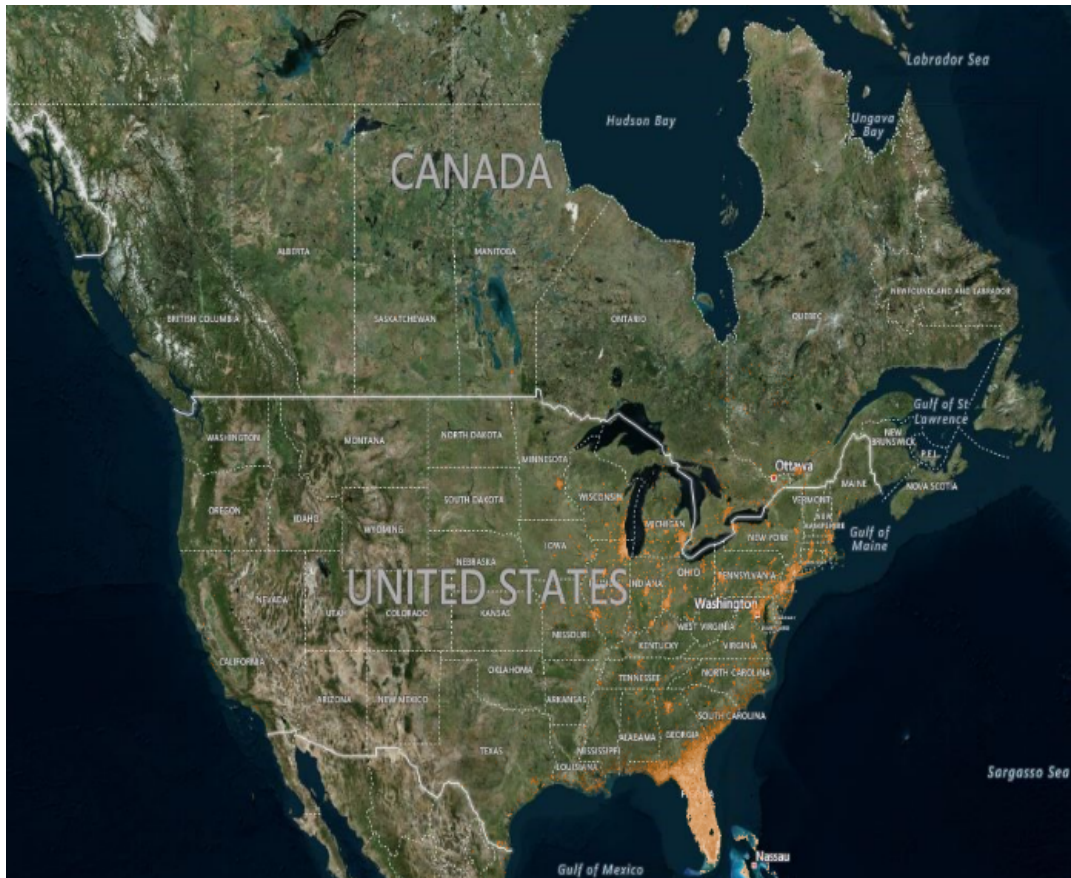 Labrador Sea
Hudson Bay
Ungava
Bay
CANADA
ALBERTA
MANITOBA
NEWFOUNDLAND AND LABRADOR
BRITISH COLUMBIA
SASKATCHEWAN
ONTARIO
QUEBEC
Gulf of St
Lawrence
WASHINGTON
MONTANA
NORTH DAKOTA
MINNESOTA
NEW
BRUNSWICK
P.E.I.
Ottawa
MAINE
NOVA SCOTIA
OREGON
IDAHO
SOUTH DAKOTA
WISCONSIN
MICHIGAN
VERMONT
NEW
HAMPSHIRE
WYOMING
NEW YORK
Gulf of
Maine
IOWA
NEBRASKA
OHIO
PENNSYLVANIA
INDIANA
UNITED STATES
NEVADA
UTAH
COLORADO
KANSAS
Washington
MISSOURI
WEST VIRGINIA
KENTUCKY
VIRGINIA
CALIFORNIA
OKLAHOMA
TENNESSEE
NORTH CAROLINA
ARIZONA
NEW MEXICO
ARKANSAS
SOUTH CAROLINA
TEXAS
MISSISSIPPI
ALABAMA
GEORGIA
LOUISIANA
Sargasso Sea
Nassau
Gulf of Mexico